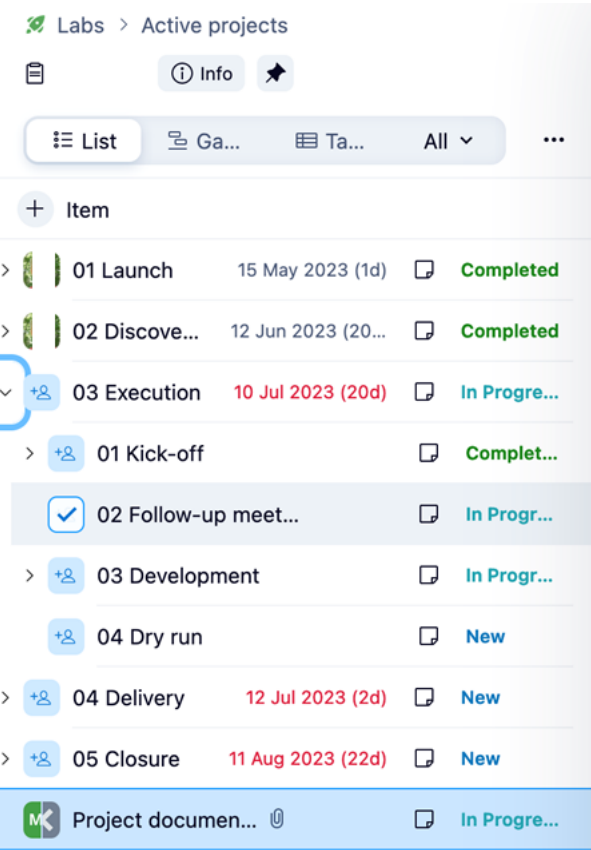 Labs > Active projects
Info
List Ga... Ta... All
Item
01 Launch 15 May 2023 (1d) Completed
02 Discove... 12 Jun 2023 (20... Completed
03 Execution 10 Jul 2023 (20d) In Progre...
01 Kick-off Complet...
02 Follow-up meet... In Progr...
03 Development In Progr...
04 Dry run New
04 Delivery 12 Jul 2023 (2d) New
05 Closure 11 Aug 2023 (22d) New
MK Project documen... In Progre...